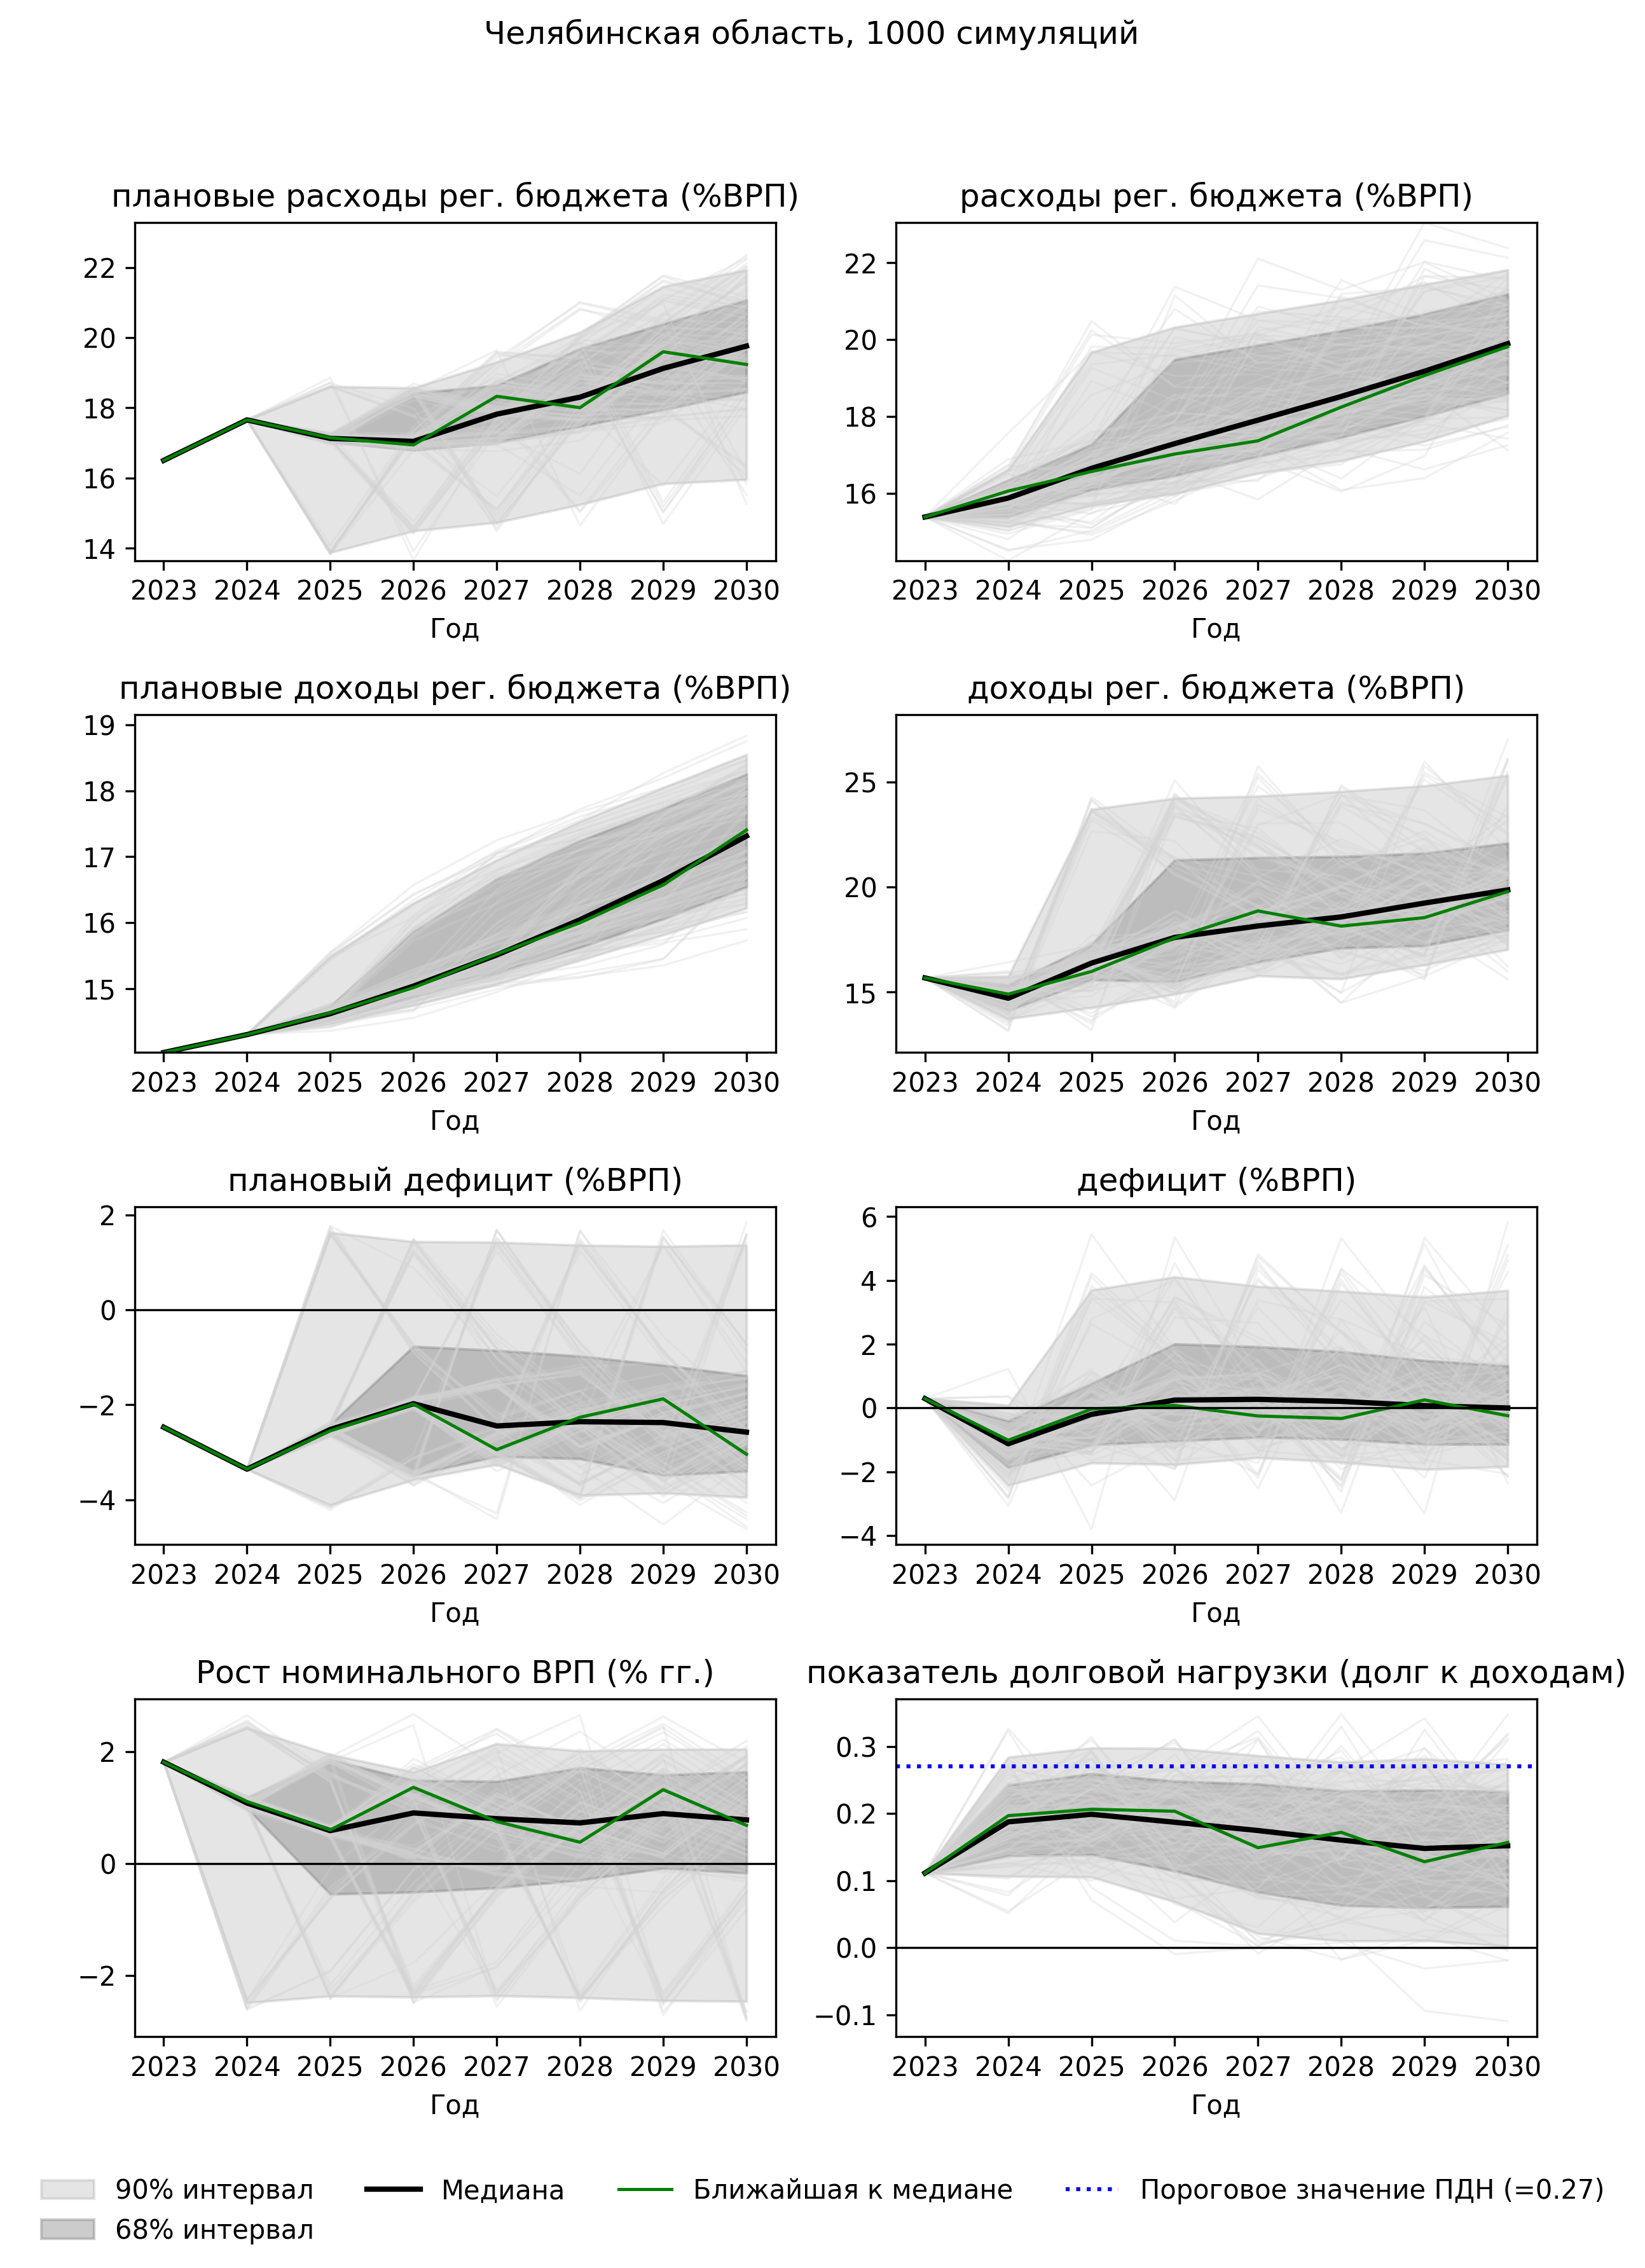 Челябинская область, 1000 симуляций
плановые расходы рег. бюджета (%ВРП)
22
20
18
16
14
2023 2024 2025 2026 2027 2028 2029 2030
Год
расходы рег. бюджета (%ВРП)
22
20
18
16
2023 2024 2025 2026 2027 2028 2029 2030
Год
плановые доходы рег. бюджета (%ВРП)
19
18
17
16
15
2023 2024 2025 2026 2027 2028 2029 2030
Год
доходы рег. бюджета (%ВРП)
25
20
15
2023 2024 2025 2026 2027 2028 2029 2030
Год
плановый дефицит (%ВРП)
2
0
−2
−4
2023 2024 2025 2026 2027 2028 2029 2030
Год
дефицит (%ВРП)
6
4
2
0
−2
−4
2023 2024 2025 2026 2027 2028 2029 2030
Год
Рост номинального ВРП (% гг.)
2
0
−2
2023 2024 2025 2026 2027 2028 2029 2030
Год
показатель долговой нагрузки (долг к доходам)
0.3
0.2
0.1
0.0
−0.1
2023 2024 2025 2026 2027 2028 2029 2030
Год
90% интервал
68% интервал
Медиана
Ближайшая к медиане
Пороговое значение ПДН (=0.27)